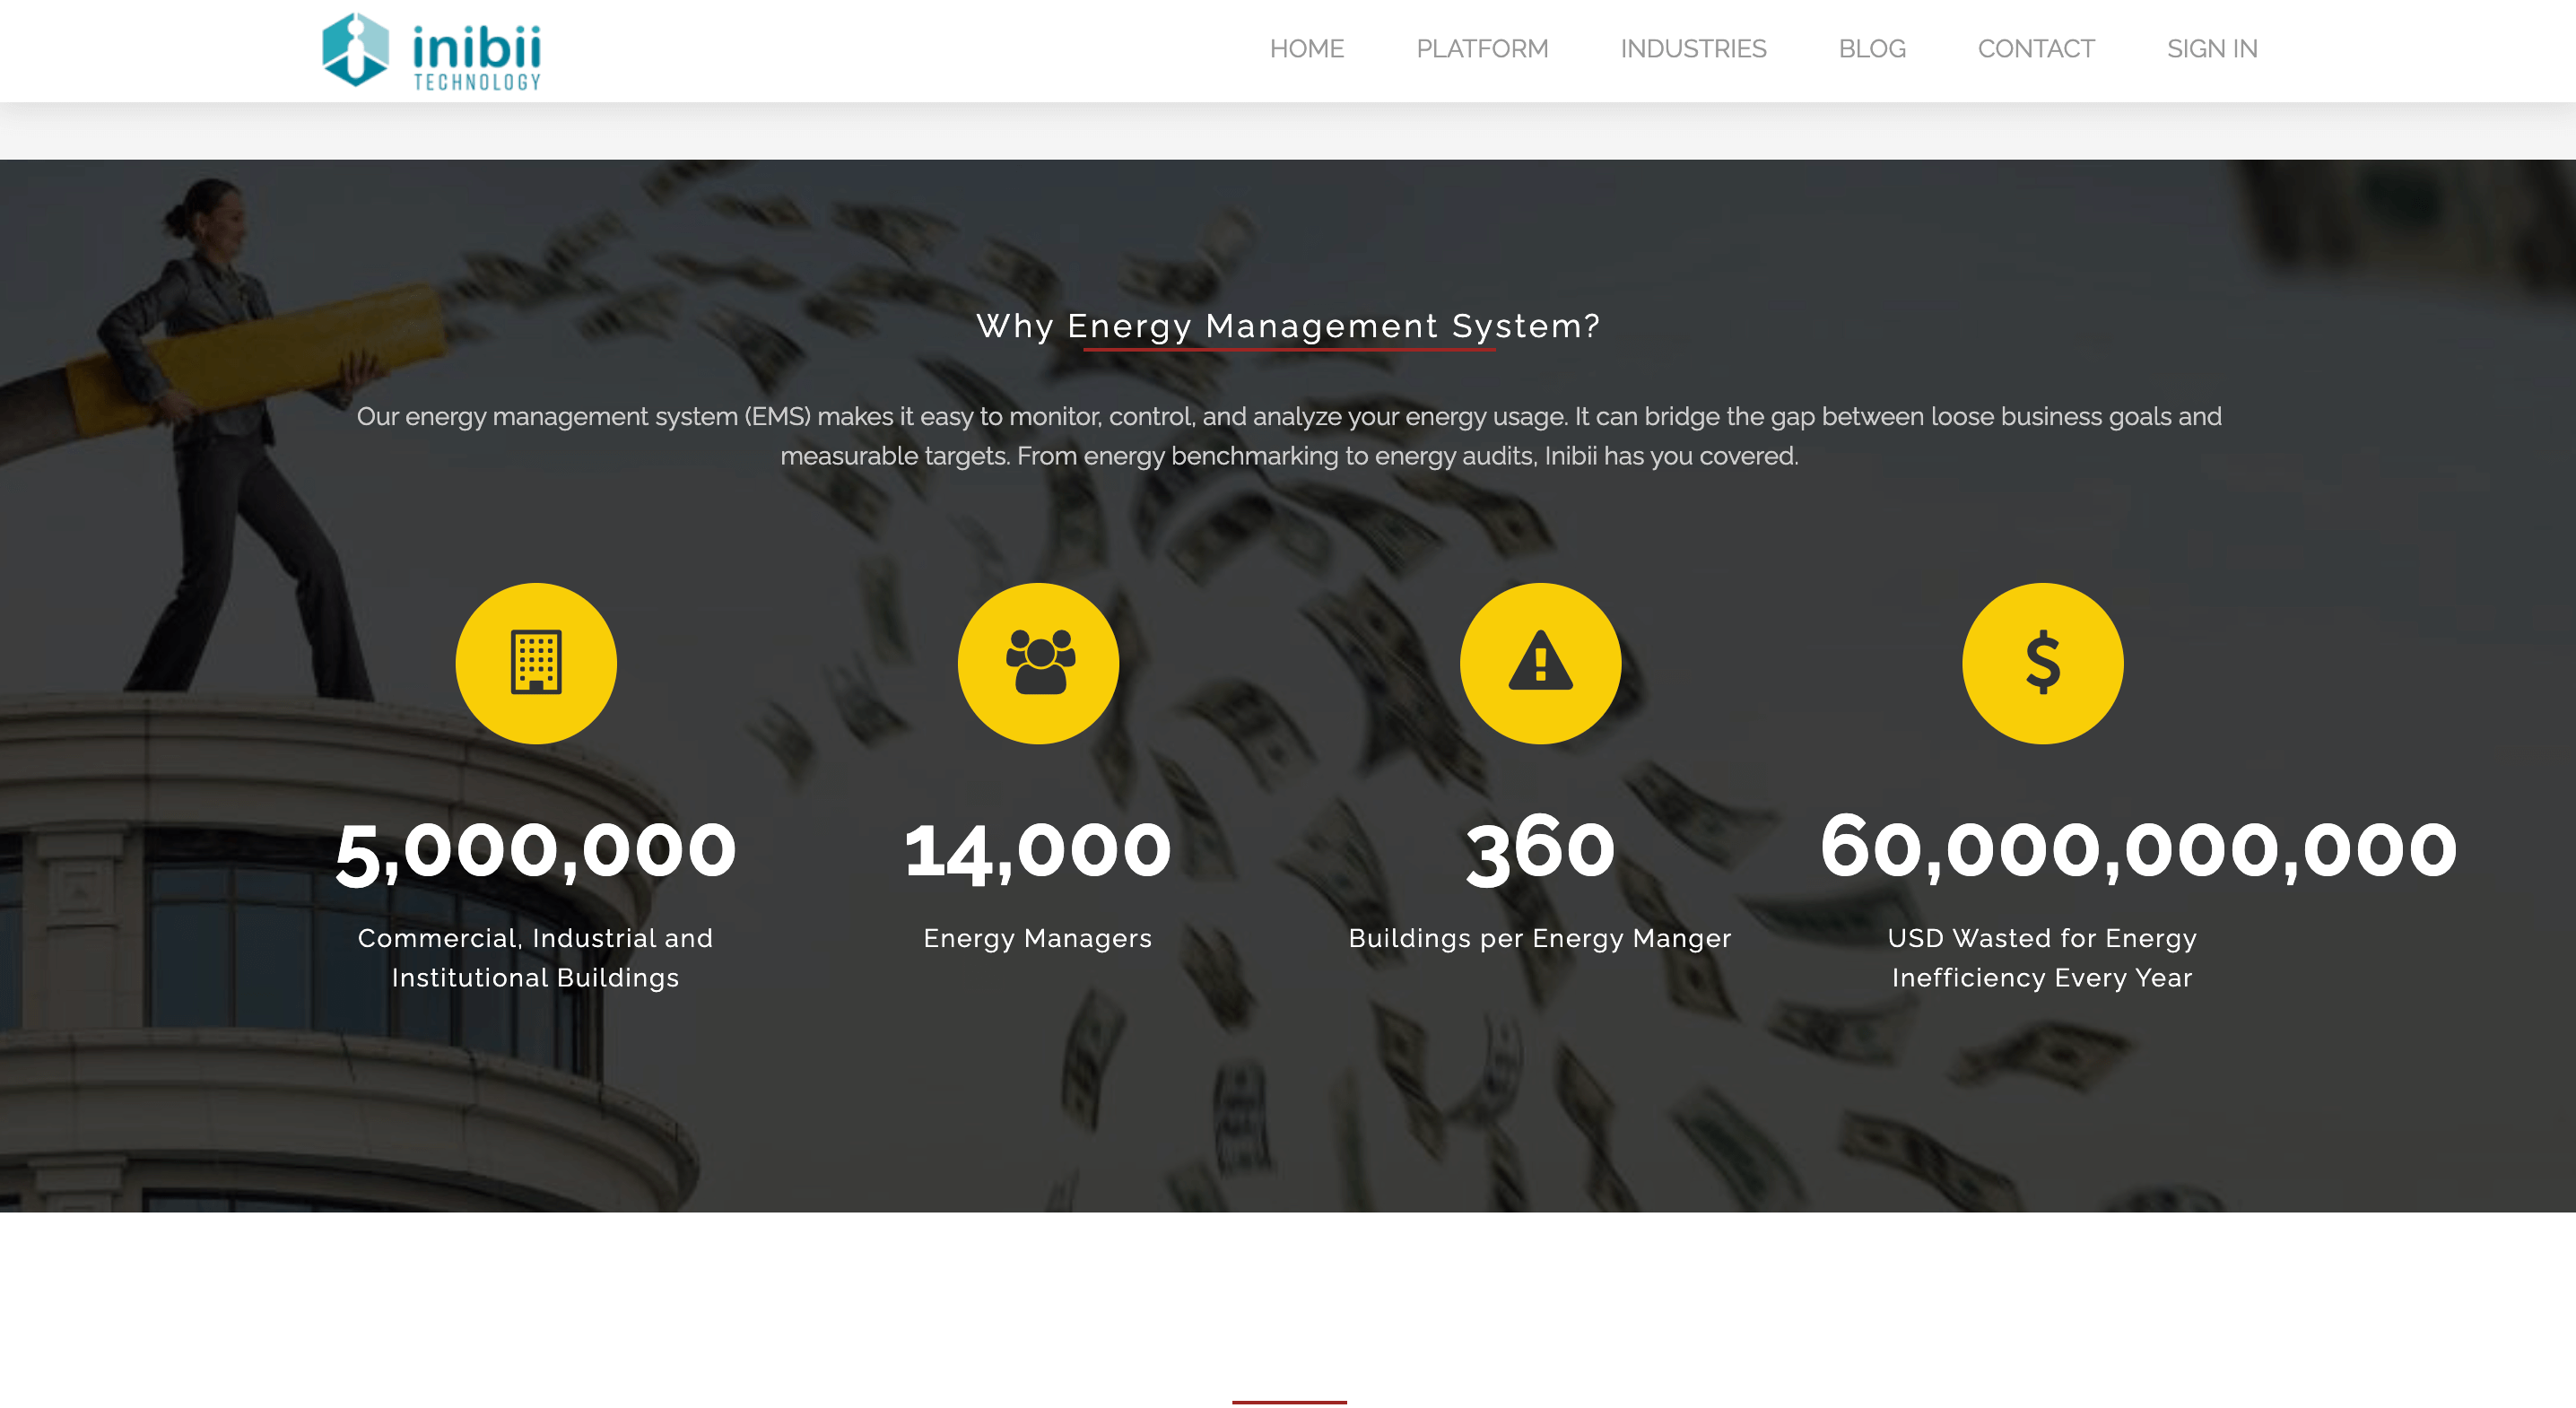 inibii
TECHNOLOGY
HOME PLATFORM INDUSTRIES BLOG CONTACT SIGN IN
Why Energy Management System?
Our energy management system (EMS) makes it easy to monitor, control, and analyze your energy usage. It can bridge the gap between loose business goals and
measurable targets. From energy benchmarking to energy audits, Inibii has you covered.
5,000,000
Commercial, Industrial and
Institutional Buildings
14,000
Energy Managers
360
Buildings per Energy Manger
60,000,000,000
USD Wasted for Energy
Inefficiency Every Year